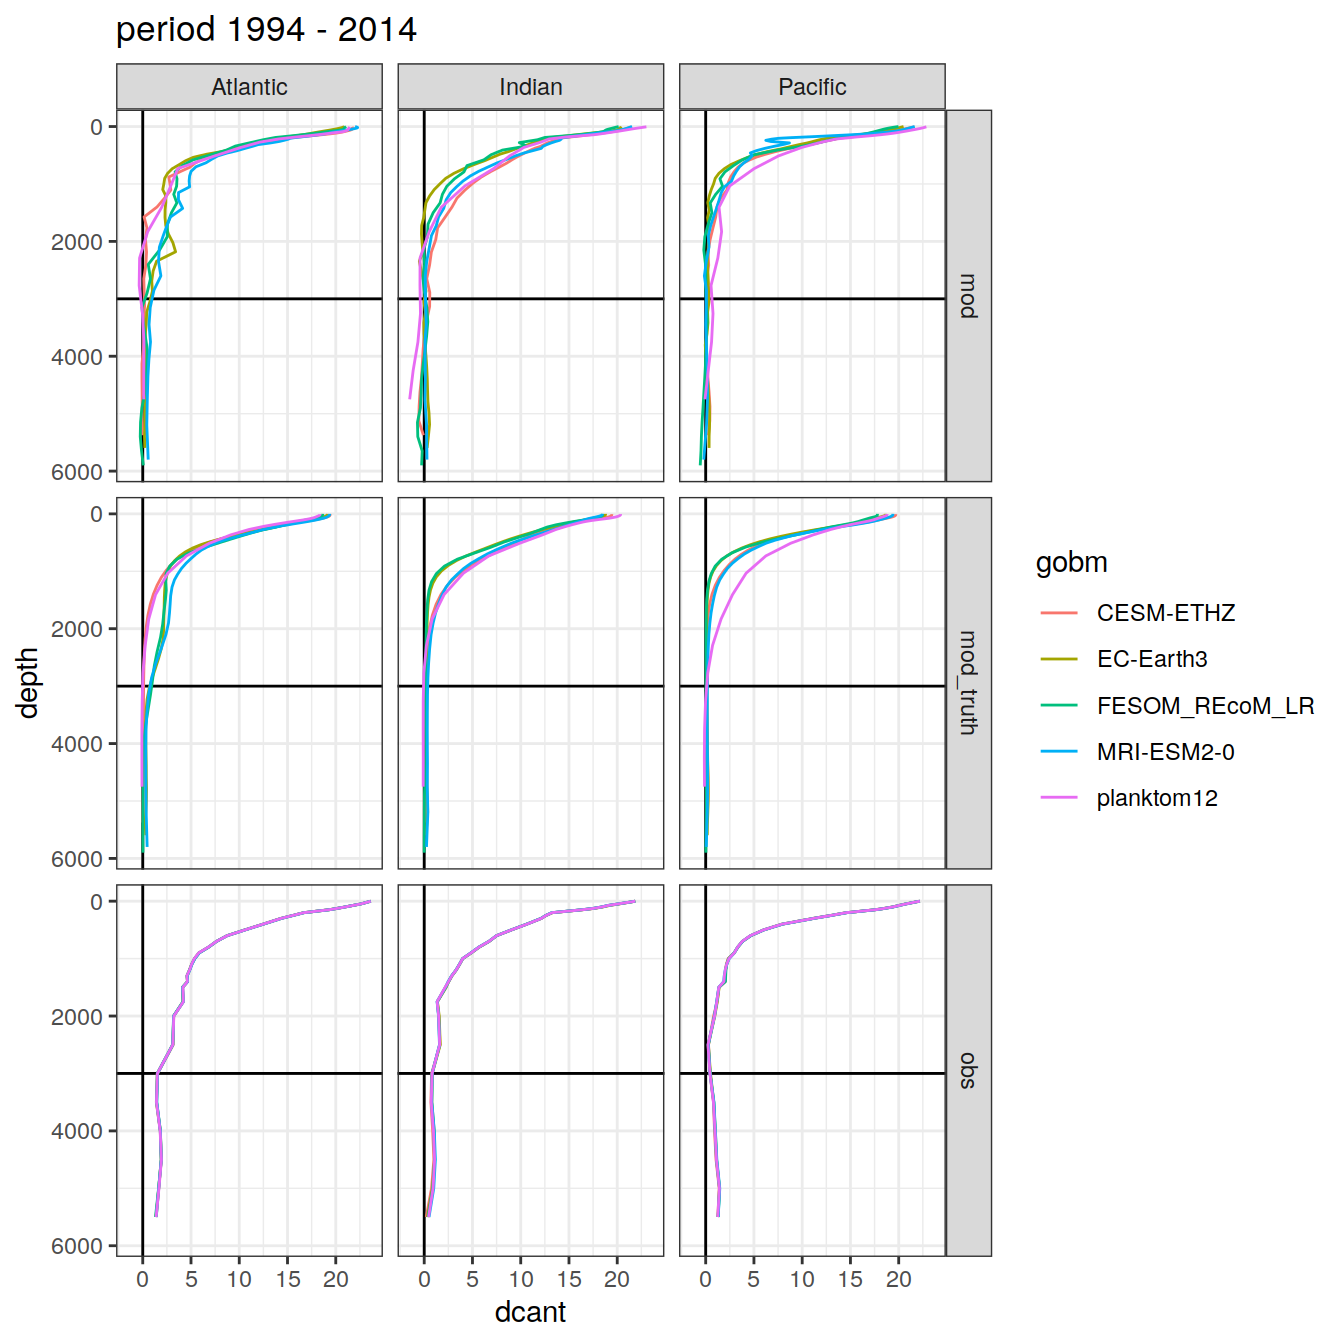 period 1994 - 2014
Atlantic
Indian
Pacific
0
2000
4000
6000
mod
0
2000
4000
6000
mod_truth
0
2000
4000
6000
obs
0 5 10 15 20
0 5 10 15 20
0 5 10 15 20
dcant
depth
gobm
CESM-ETHZ
EC-Earth3
FESOM_REcoM_LR
MRI-ESM2-0
planktom12